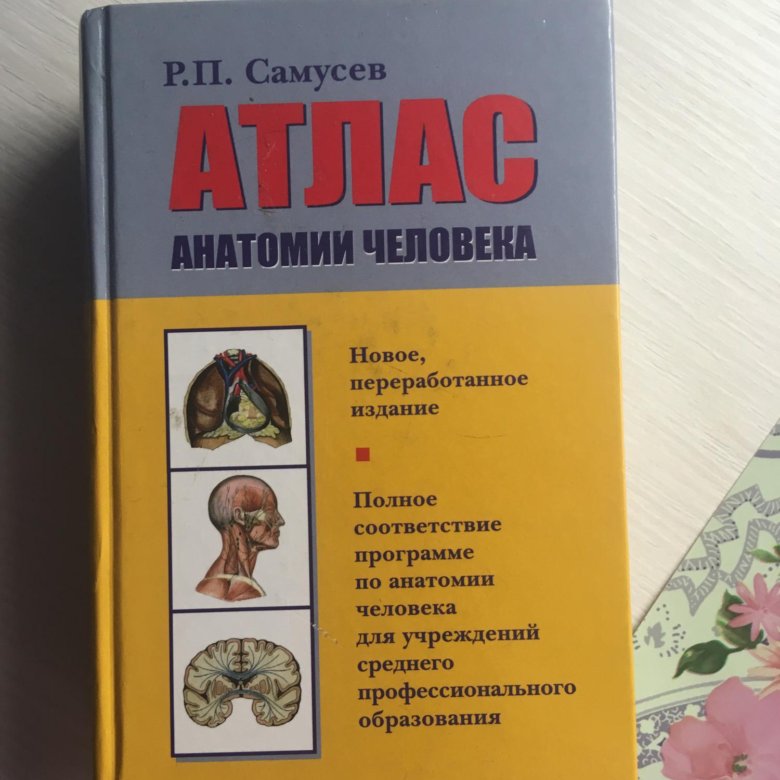 Р.П. Самусев
АТЛАС
АНАТОМИИ ЧЕЛОВЕКА
Новое,
переработанное
издание
Полное
соответствие
программе
по анатомии
человека
для учреждений
среднего
профессионального
образования